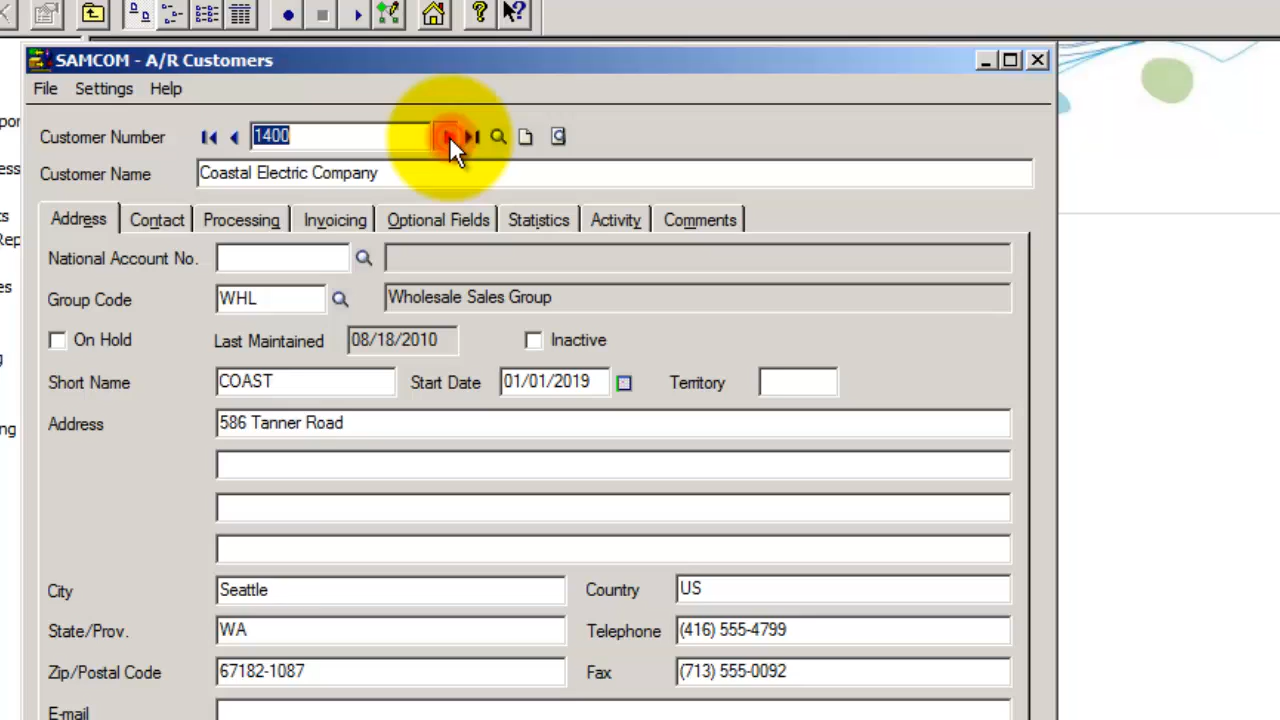 SAMCOM - A/R Customers
File Settings Help
Customer Number 1400
Customer Name Coastal Electric Company
Address Contact Processing Invoicing Optional Fields Statistics Activity Comments
National Account No.
Group Code WHL Wholesale Sales Group
On Hold Last Maintained 08/18/2010 Inactive
Short Name COAST Start Date 01/01/2019 Territory
Address 586 Tanner Road
City Seattle Country US
State/Prov. WA Telephone (416) 555-4799
Zip/Postal Code 67182-1087 Fax (713) 555-0092
E-mail